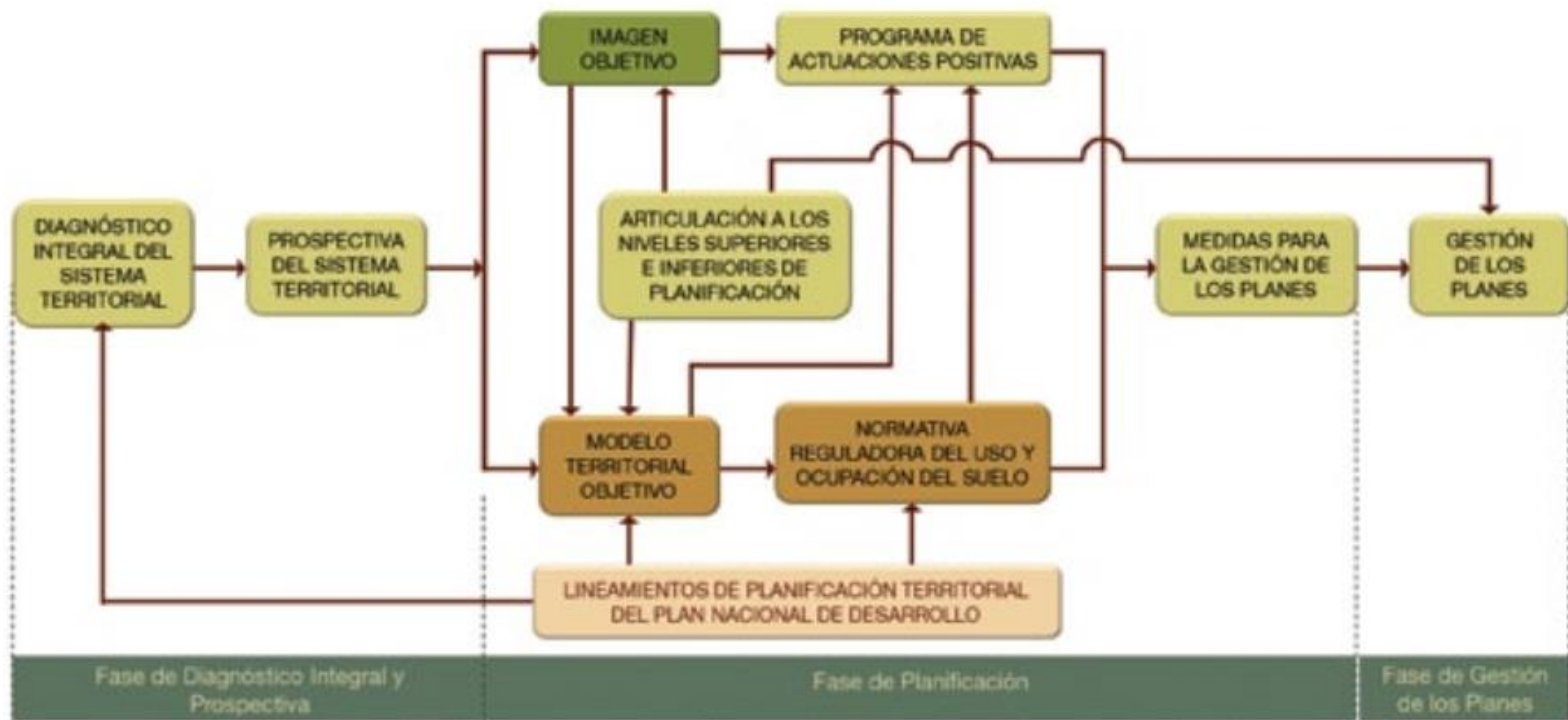 IMAGEN
OBJETIVO
PROGRAMA DE
ACTUACIONES POSITIVAS
DIAGNÓSTICO
INTEGRAL DEL
SISTEMA
TERRITORIAL
PROSPECTIVA
DEL SISTEMA
TERRITORIAL
ARTICULACIÓN A LOS
NIVELES SUPERIORES
E INFERIORES DE
PLANIFICACIÓN
MEDIDAS PARA
LA GESTIÓN DE
LOS PLANES
GESTIÓN
DE LOS
PLANES
MODELO
TERRITORIAL
OBJETIVO
NORMATIVA
REGULADORA DEL USO Y
OCUPACIÓN DEL SUELO
LINEAMIENTOS DE PLANIFICACIÓN TERRITORIAL
DEL PLAN NACIONAL DE DESARROLLO
Fase de Diagnóstico Integral y
Prospectiva
Fase de Planificación
Fase de Gestión
de los Planes